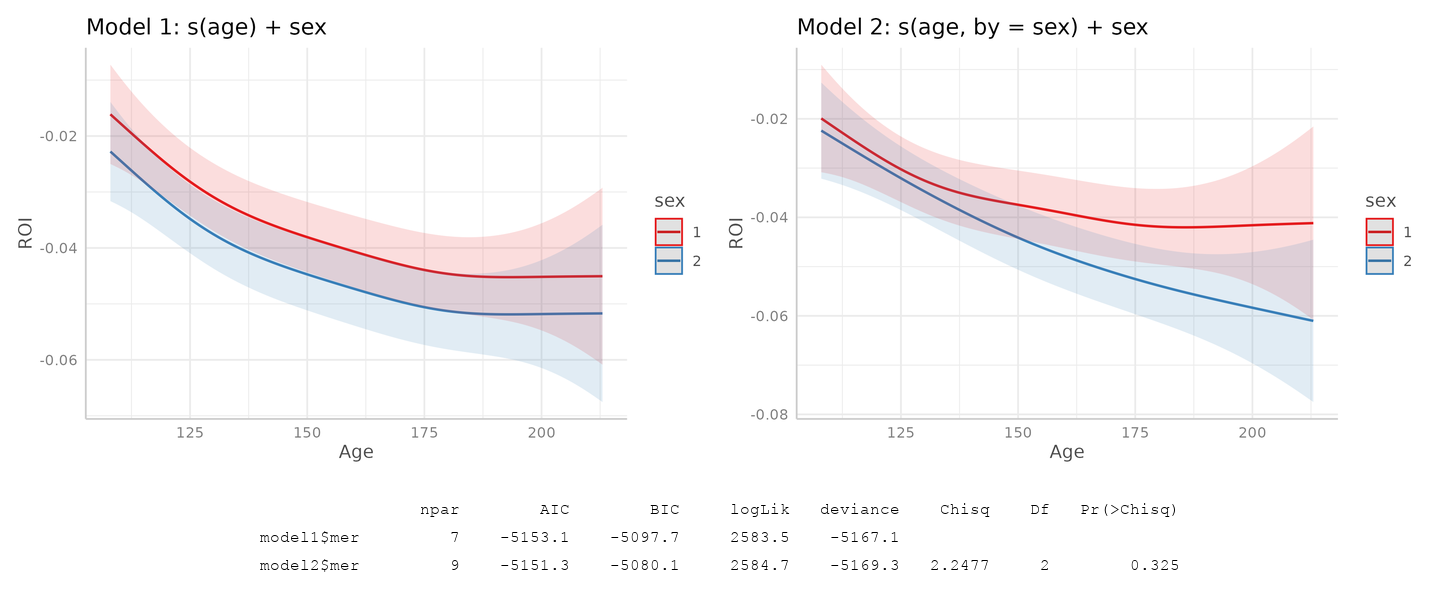 Model 1: s(age) + sex
-0.02
-0.04
-0.06
ROI
125 150 175 200
Age
sex
1
2
Model 2: s(age, by = sex) + sex
-0.02
-0.04
-0.06
-0.08
ROI
125 150 175 200
Age
sex
1
2
npar AIC BIC logLik deviance Chisq Df Pr(>Chisq)
model1$mer 7 -5153.1 -5097.7 2583.5 -5167.1
model2$mer 9 -5151.3 -5080.1 2584.7 -5169.3 2.2477 2 0.325